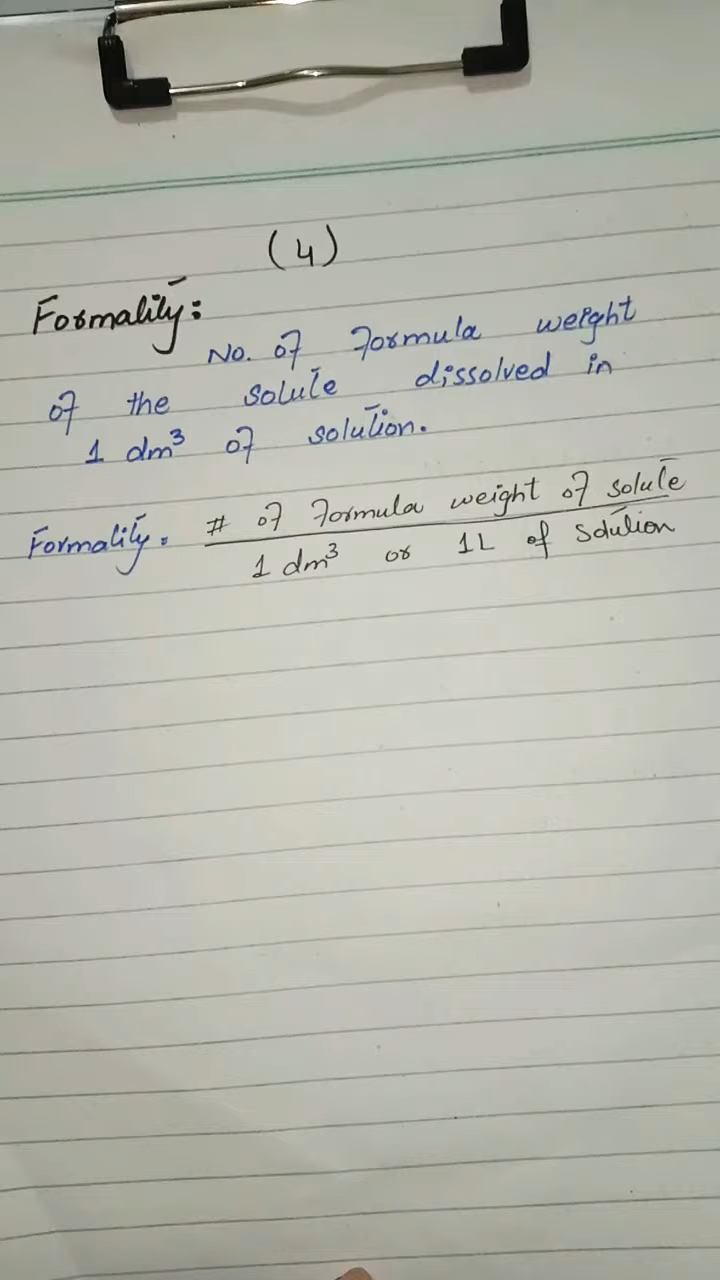 (4)
Formality:
No. of Formula weight
of the solute dissolved in
1 dm³ of solution.
Formality = # of Formula weight of solute
1 dm³ or 1L of solution